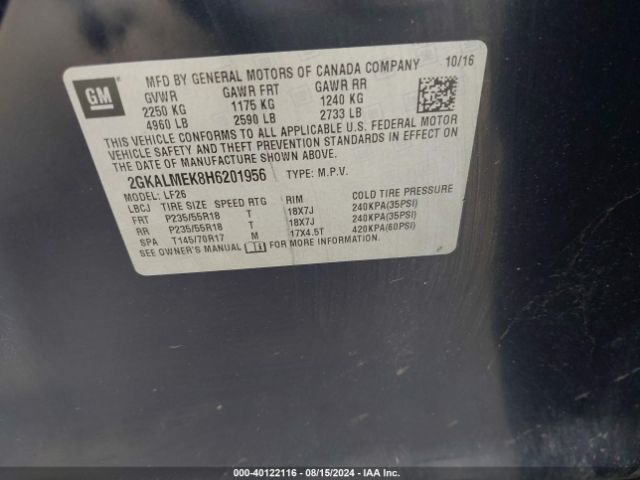 GM
MFD BY GENERAL MOTORS OF CANADA COMPANY 10/16
GVWR GAWR FRT GAWR RR
2250 KG 1175 KG 1240 KG
4960 LB 2590 LB 2733 LB
THIS VEHICLE CONFORMS TO ALL APPLICABLE U.S. FEDERAL MOTOR
VEHICLE SAFETY AND THEFT PREVENTION STANDARDS IN EFFECT ON
THE DATE OF MANUFACTURE SHOWN ABOVE.
2GKALMEK8H6201956 TYPE: M.P.V.
MODEL: LF26
LBCJ TIRE SIZE SPEED RTG RIM COLD TIRE PRESSURE
FRT P235/55R18 T 18X7J 240KPA(35PSI)
RR P235/55R18 T 18X7J 240KPA(35PSI)
SPA T145/70R17 M 17X4.5T 420KPA(60PSI)
SEE OWNER'S MANUAL FOR MORE INFORMATION.
000-40122116 - 08/15/2024 - IAA Inc.